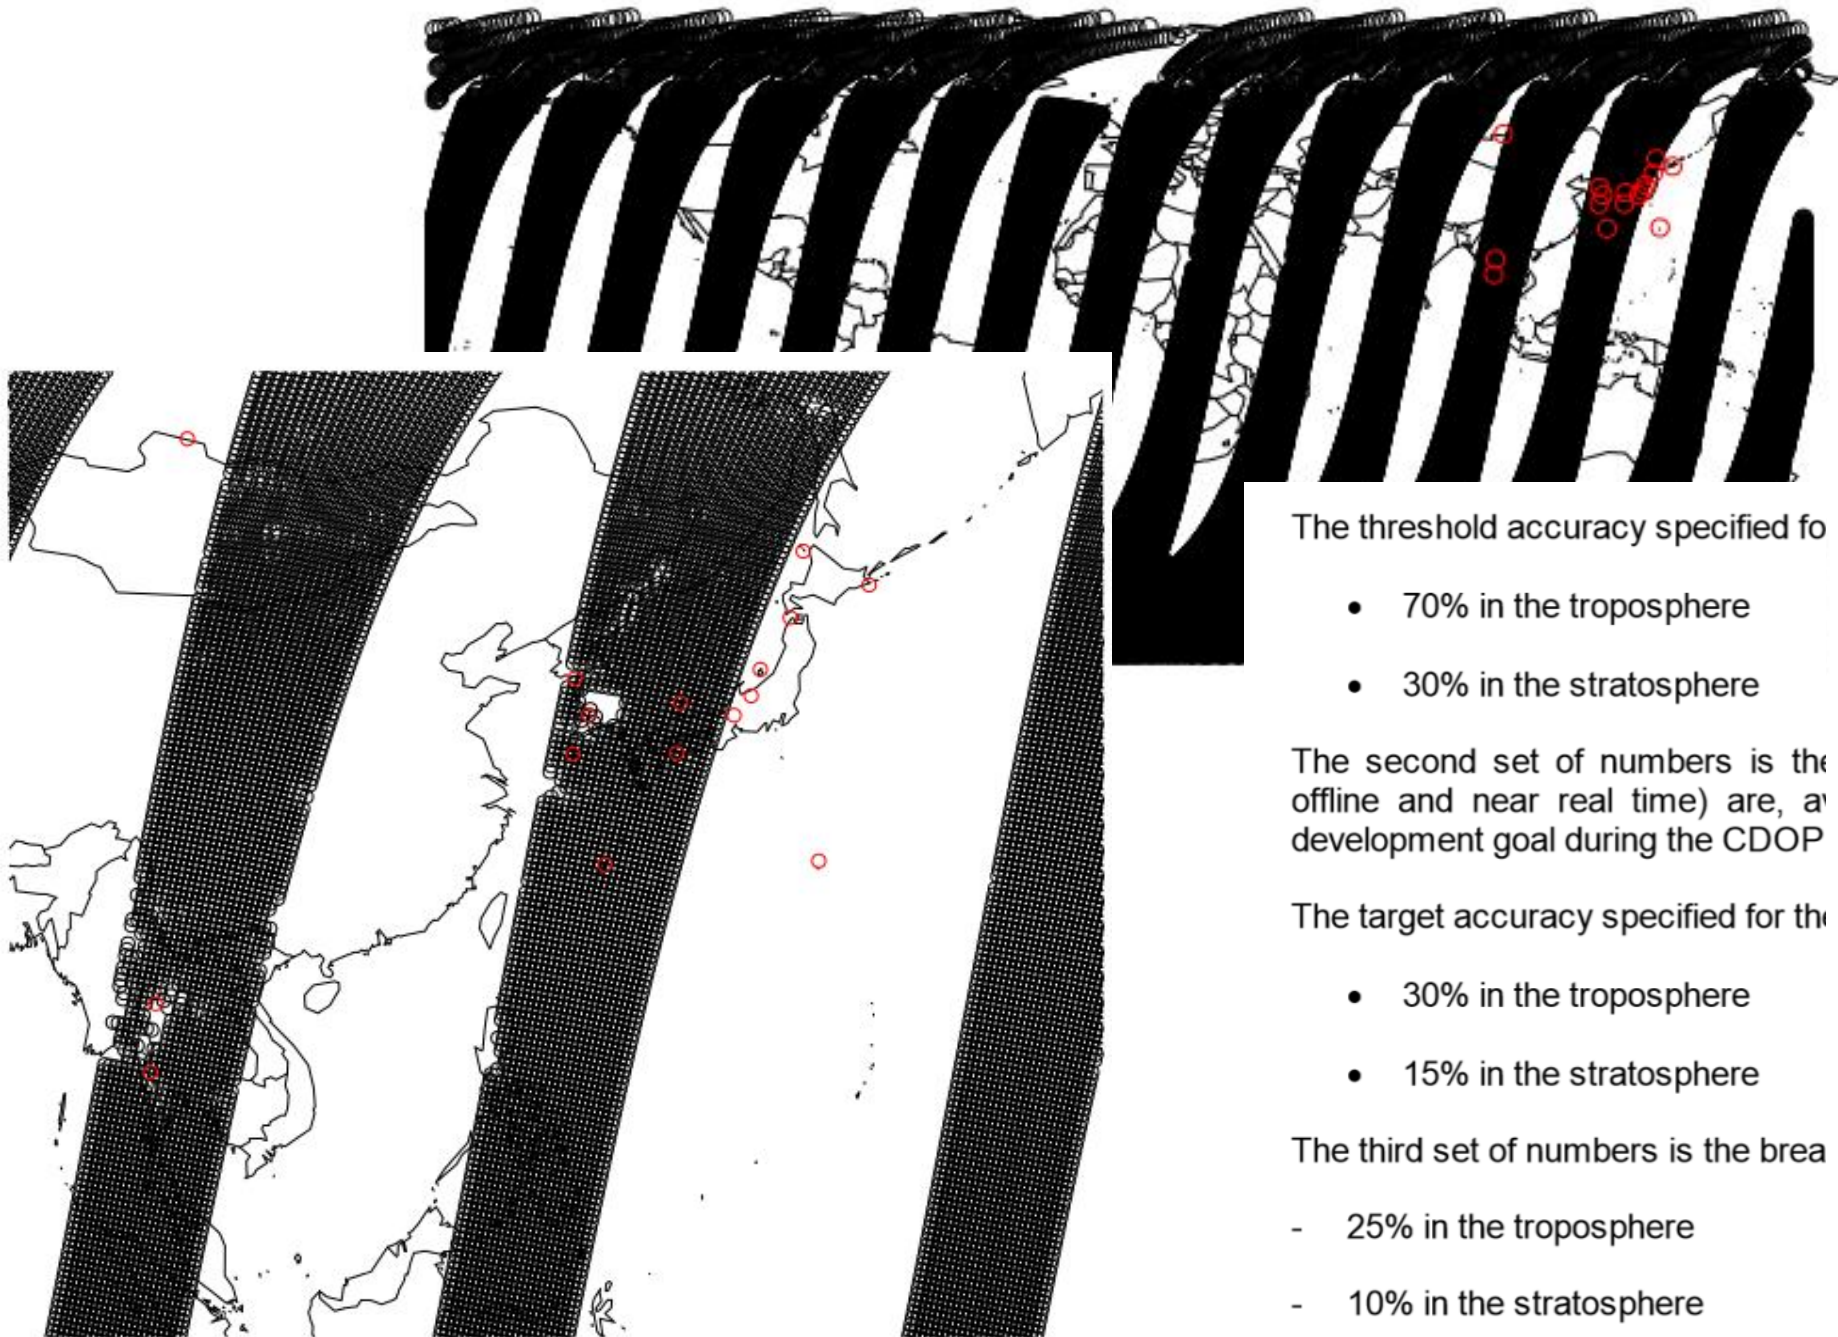 The threshold accuracy specified fo
• 70% in the troposphere
• 30% in the stratosphere
The second set of numbers is the
offline and near real time) are, av
development goal during the CDOP
The target accuracy specified for the
• 30% in the troposphere
• 15% in the stratosphere
The third set of numbers is the brea
- 25% in the troposphere
- 10% in the stratosphere